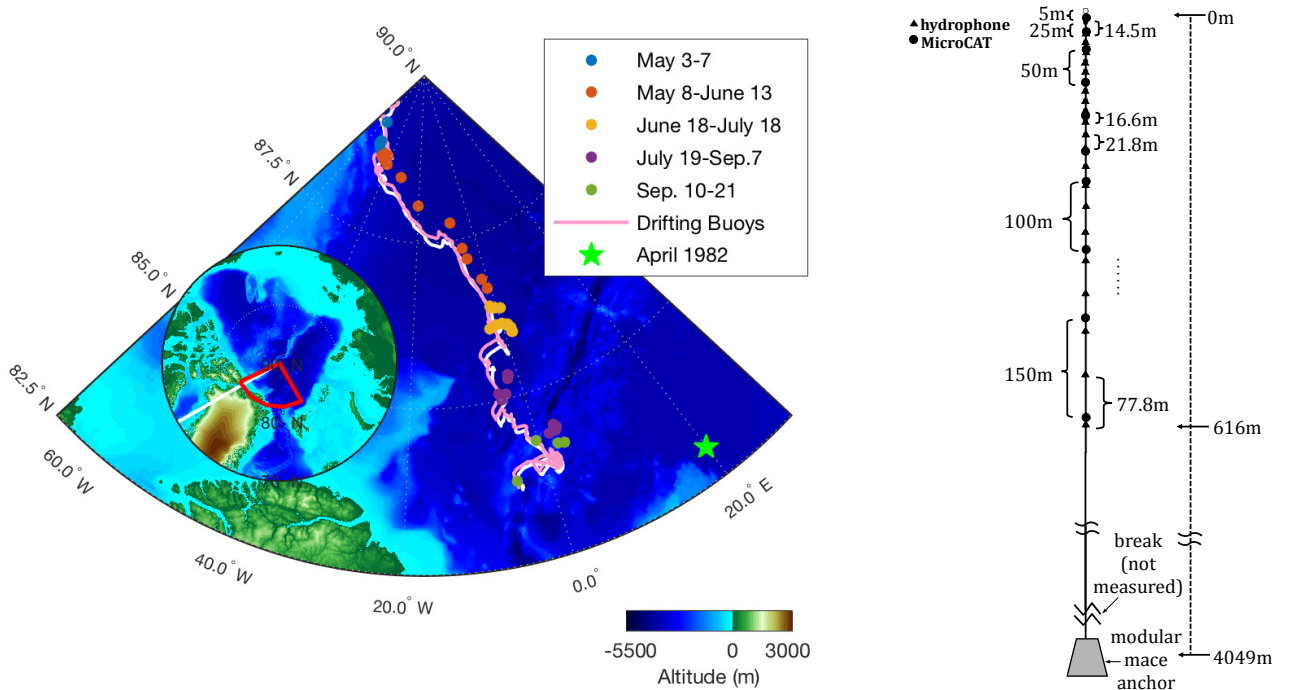 90.0° N
87.5° N
85.0° N
82.5° N
60.0° W
40.0° W
20.0° W
0.0°
20.0° E
May 3-7
May 8-June 13
June 18-July 18
July 19-Sep.7
Sep. 10-21
Drifting Buoys
April 1982
80° N
-5500
0
3000
Altitude (m)
hydrophone
MicroCAT
5m
25m
14.5m
50m
16.6m
21.8m
100m
150m
77.8m
0m
616m
break
(not
measured)
modular
mace
anchor
4049m